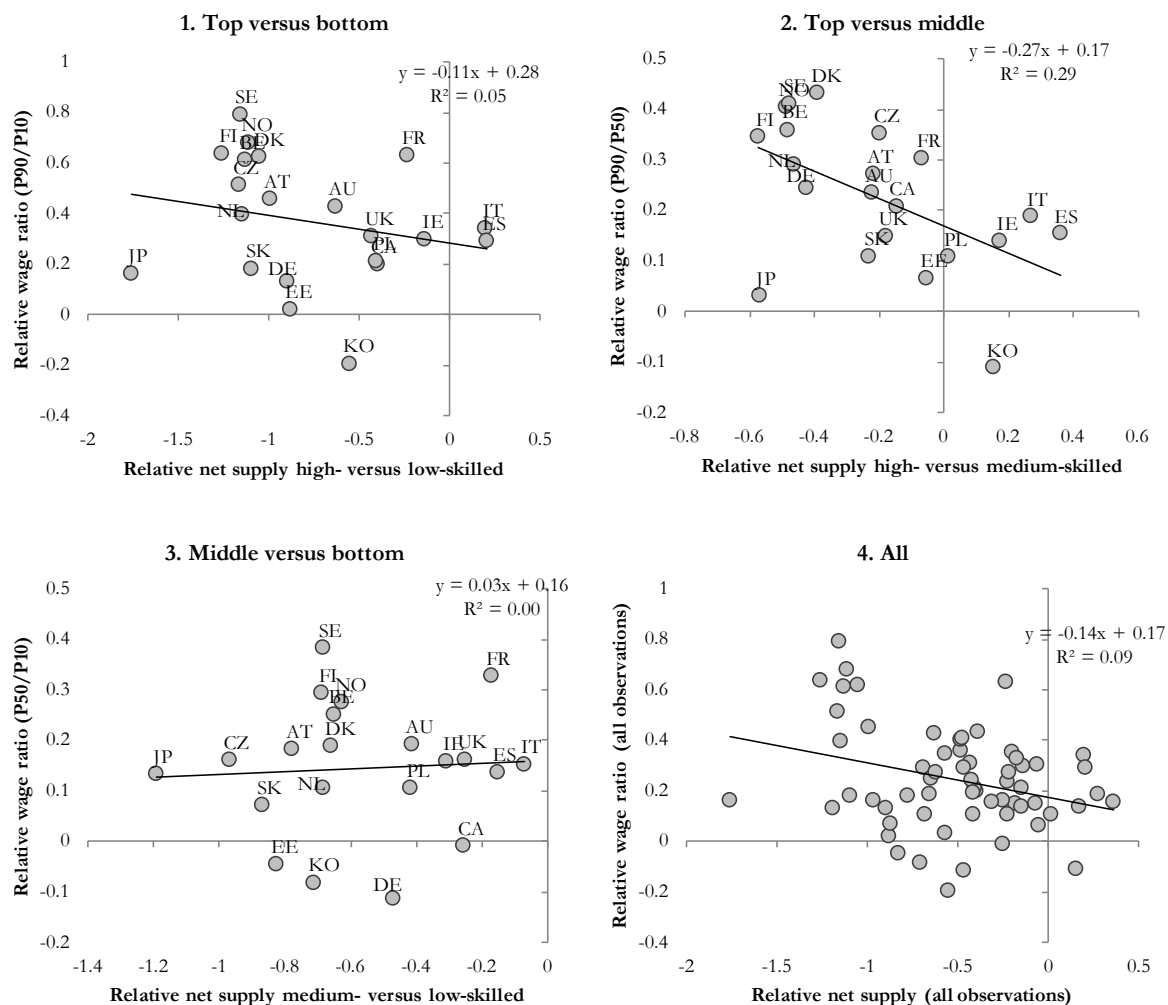 1. Top versus bottom
y = -0.11x + 0.28
R² = 0.05
Relative wage ratio (P90/P10)
1
0.8
0.6
0.4
0.2
0
-0.2
-0.4
-2
-1.5
-1
-0.5
0
0.5
SE
NO
FI
BE
DK
CZ
FR
AT
AU
NL
UK
IE
IT
ES
PL
CA
SK
JP
DE
EE
KO
Relative net supply high- versus low-skilled
2. Top versus middle
y = -0.27x + 0.17
R² = 0.29
Relative wage ratio (P90/P50)
0.5
0.4
0.3
0.2
0.1
0
-0.1
-0.2
-0.8
-0.6
-0.4
-0.2
0
0.2
0.4
0.6
SE
NO
DK
BE
FI
CZ
FR
NL
DE
AT
AU
CA
IT
UK
IE
ES
SK
PL
EE
JP
KO
Relative net supply high- versus medium-skilled
3. Middle versus bottom
y = 0.03x + 0.16
R² = 0.00
Relative wage ratio (P50/P10)
0.5
0.4
0.3
0.2
0.1
0
-0.1
-0.2
-1.2
-1
-0.8
-0.6
-0.4
-0.2
0
SE
FR
FI
NO
BE
AT
DK
AU
JP
CZ
IE
UK
ES
IT
SK
NL
PL
CA
EE
KO
DE
Relative net supply medium- versus low-skilled
4. All
y = -0.14x + 0.17
R² = 0.09
Relative wage ratio (all observations)
1
0.8
0.6
0.4
0.2
0
-0.2
-0.4
-2
-1.5
-1
-0.5
0
0.5
Relative net supply (all observations)